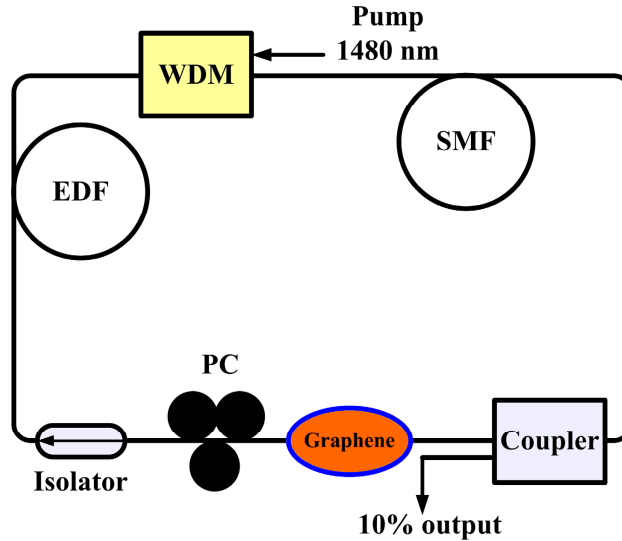 Pump
1480 nm
WDM
SMF
EDF
PC
Graphene
Coupler
Isolator
10% output